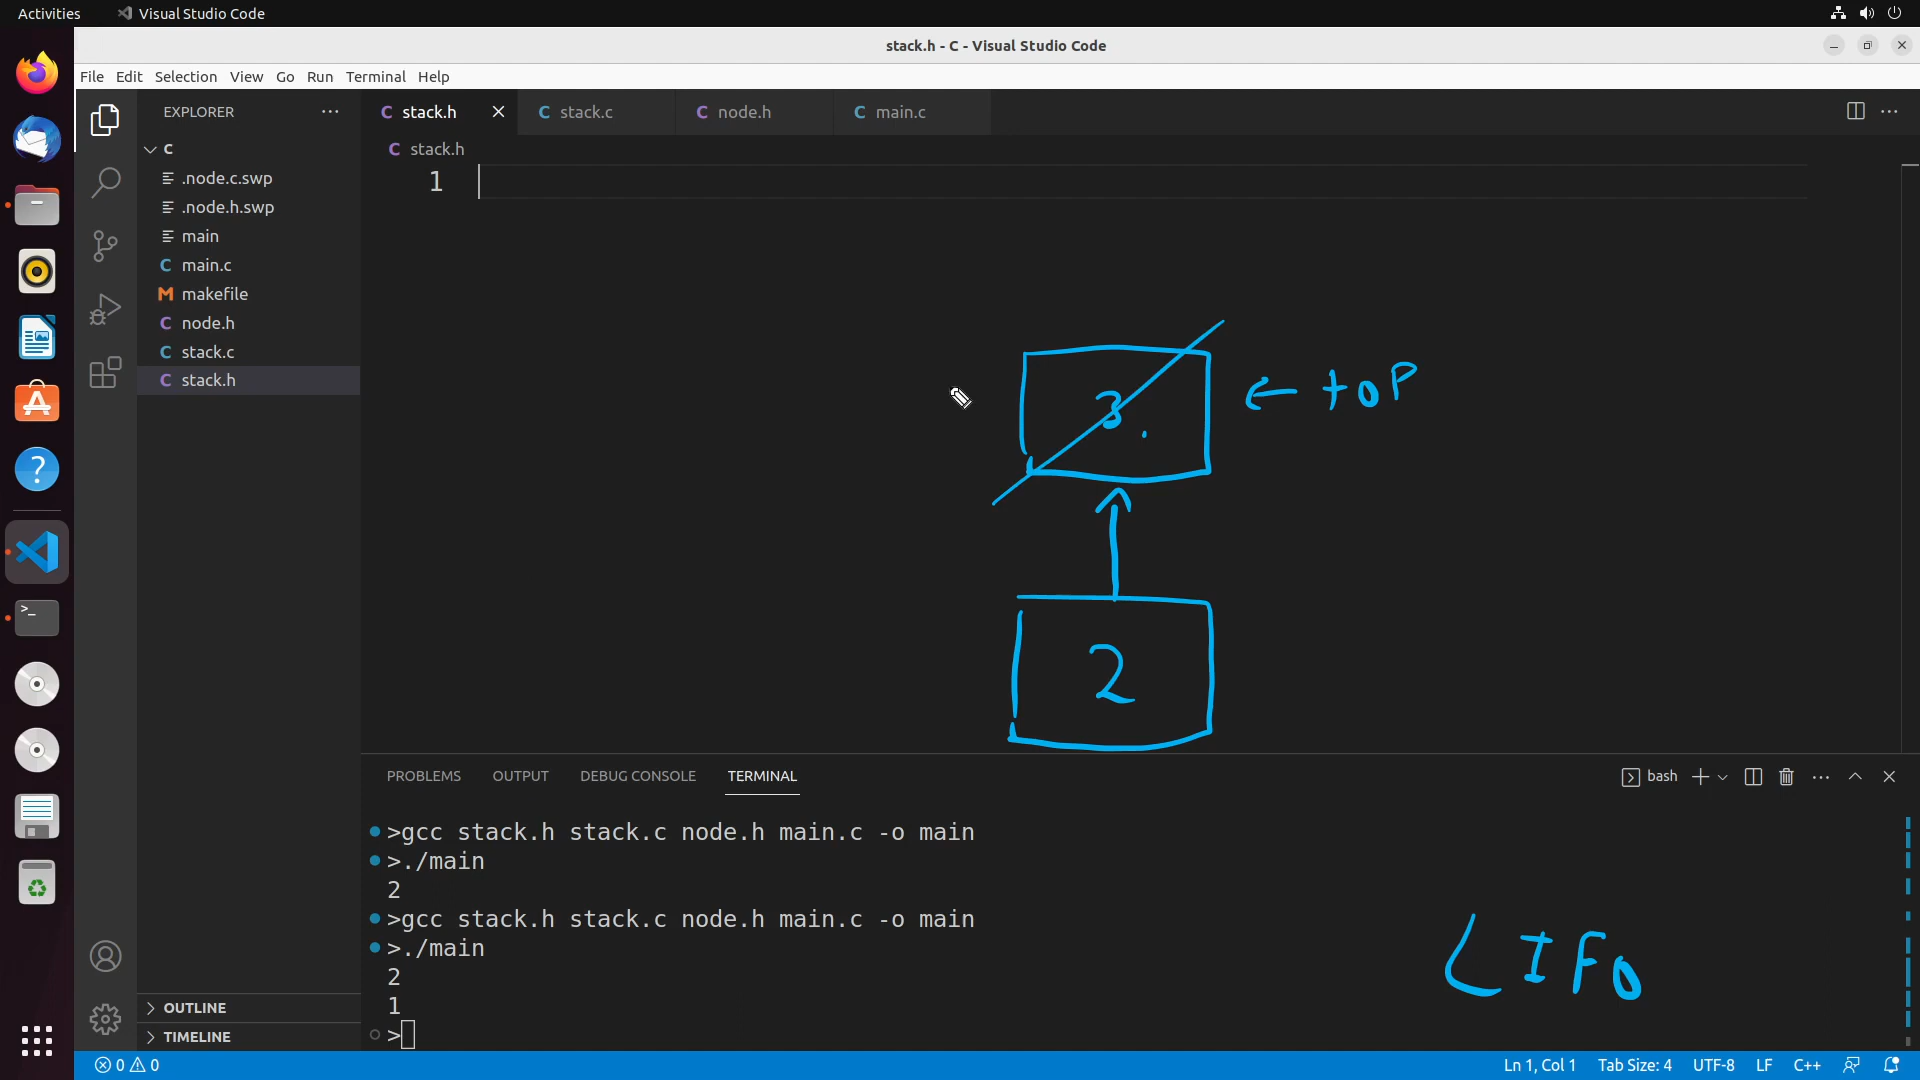 Activities
Visual Studio Code
stack.h - C - Visual Studio Code
File Edit Selection View Go Run Terminal Help
EXPLORER
C
.node.c.swp
.node.h.swp
main
main.c
makefile
node.h
stack.c
stack.h
OUTLINE
TIMELINE
stack.h
stack.c
node.h
main.c
stack.h
1
3
← top
2
PROBLEMS OUTPUT DEBUG CONSOLE TERMINAL
bash
>gcc stack.h stack.c node.h main.c -o main
>./main
2
>gcc stack.h stack.c node.h main.c -o main
>./main
2
1
>
LIFO
0 0
Ln 1, Col 1 Tab Size: 4 UTF-8 LF C++